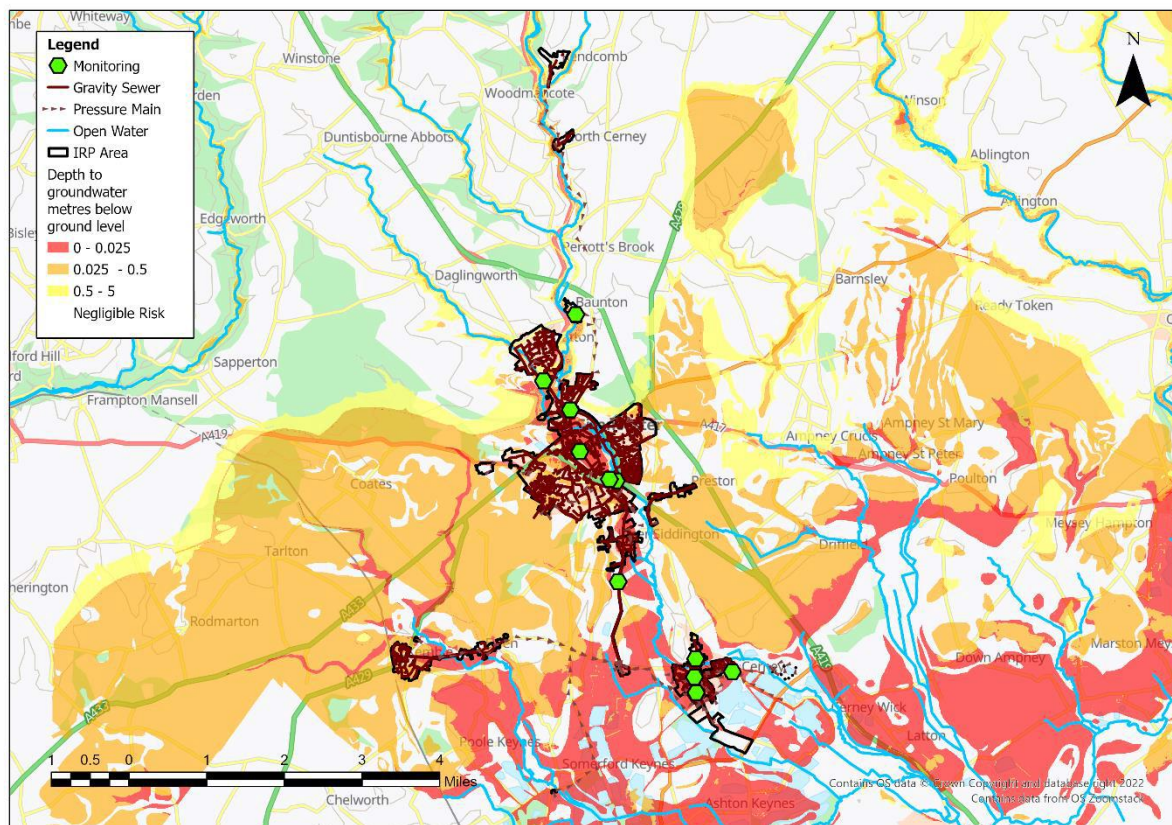 Whiteway
Winstone
Woodmancote
Duntisbourne Abbots
Edgeworth
Daglingworth
Perrott's Brook
Baunton
Sapperton
Frampton Mansell
Winson
Ablington
Arlington
Barnsley
Ready Token
N
Legend
Monitoring
Gravity Sewer
Pressure Main
Open Water
IRP Area
Depth to
groundwater
metres below
ground level
0 - 0.025
0.025 - 0.5
0.5 - 5
Negligible Risk
A419
A417
A429
Coates
Tarlton
Rodmarton
A433
A433
A429
Preston
Siddington
Ampney Crucis
Ampney St Mary
Ampney St Peter
Poulton
Meysey Hampton
Driffield
Down Ampney
Marston Mey
Cerney Wick
Latton
A419
Poole Keynes
Somerford Keynes
Ashton Keynes
Chelworth
1 0.5 0 1 2 3 4
Miles
Contains OS data © Crown Copyright and database right 2022
Contains data from OS Zoomstack